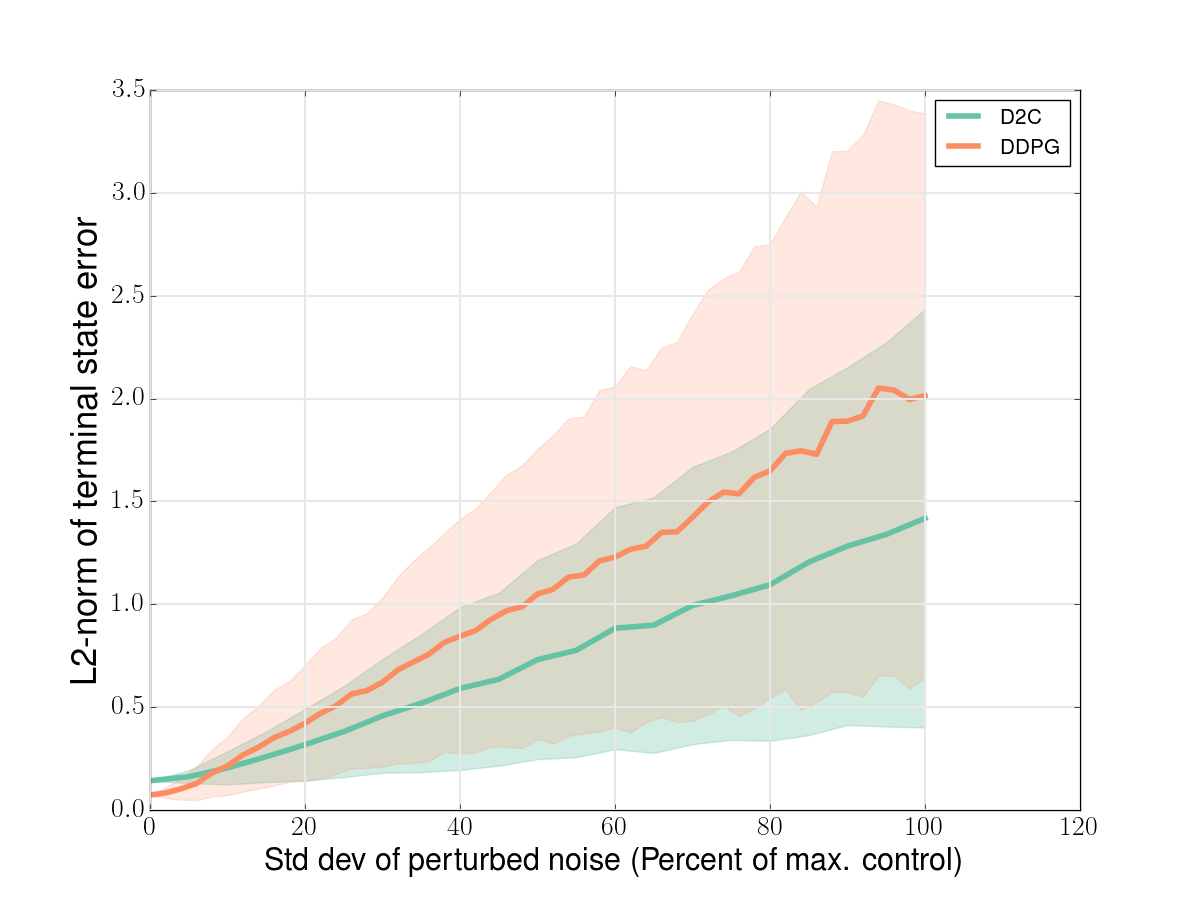 3.5
3.0
2.5
2.0
1.5
1.0
0.5
0.0
L2-norm of terminal state error
D2C
DDPG
0 20 40 60 80 100 120
Std dev of perturbed noise (Percent of max. control)